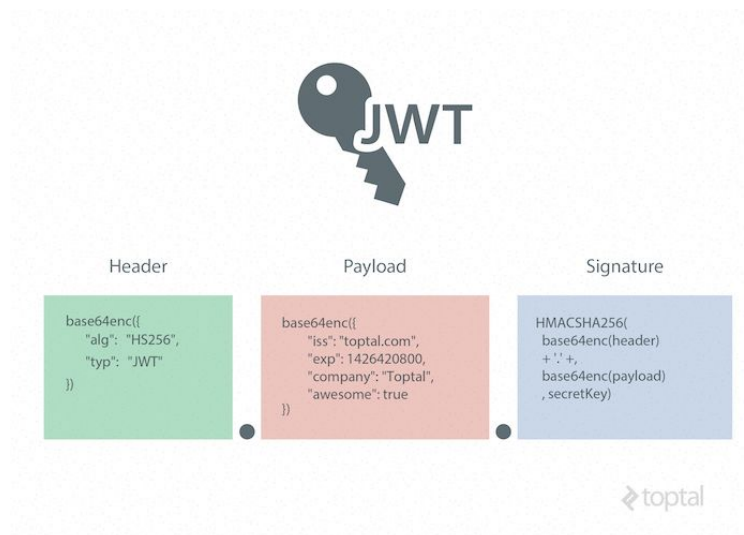 JWT
Header
Payload
Signature
base64enc({
"alg": "HS256",
"typ": "JWT"
})
base64enc({
"iss": "toptal.com",
"exp": 1426420800,
"company": "Toptal",
"awesome": true
})
HMACSHA256(
base64enc(header)
+ '.' +,
base64enc(payload)
, secretKey)
toptal